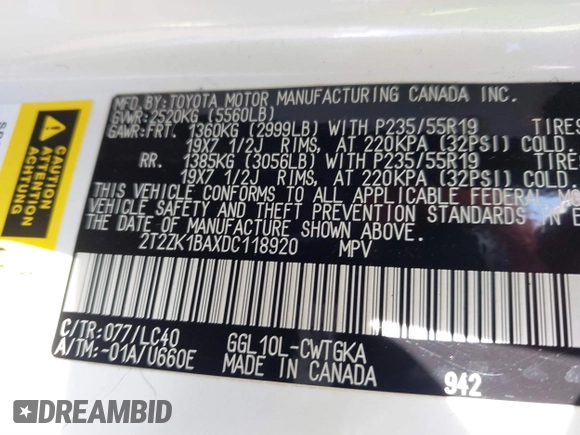 MFD.BY:TOYOTA MOTOR MANUFACTURING CANADA INC.
GVWR:2520KG (5560LB)
GAWR:FRT. 1360KG (2999LB) WITH P235/55R19 TIRES
19X7 1/2J RIMS, AT 220KPA (32PSI) COLD.
RR. 1385KG (3056LB) WITH P235/55R19 TIRES
19X7 1/2J RIMS, AT 220KPA (32PSI) COLD.
THIS VEHICLE CONFORMS TO ALL APPLICABLE FEDERAL
VEHICLE SAFETY AND THEFT PREVENTION STANDARDS IN
THE DATE OF MANUFACTURE SHOWN ABOVE.
2T2ZK1BAXDC118920 MPV
C/TR:077/LC40 GGL10L-CWTGKA
A/TM:-01A/U660E MADE IN CANADA 942
CAUTION
ATTENTION
ACHTUNG
DREAMBID